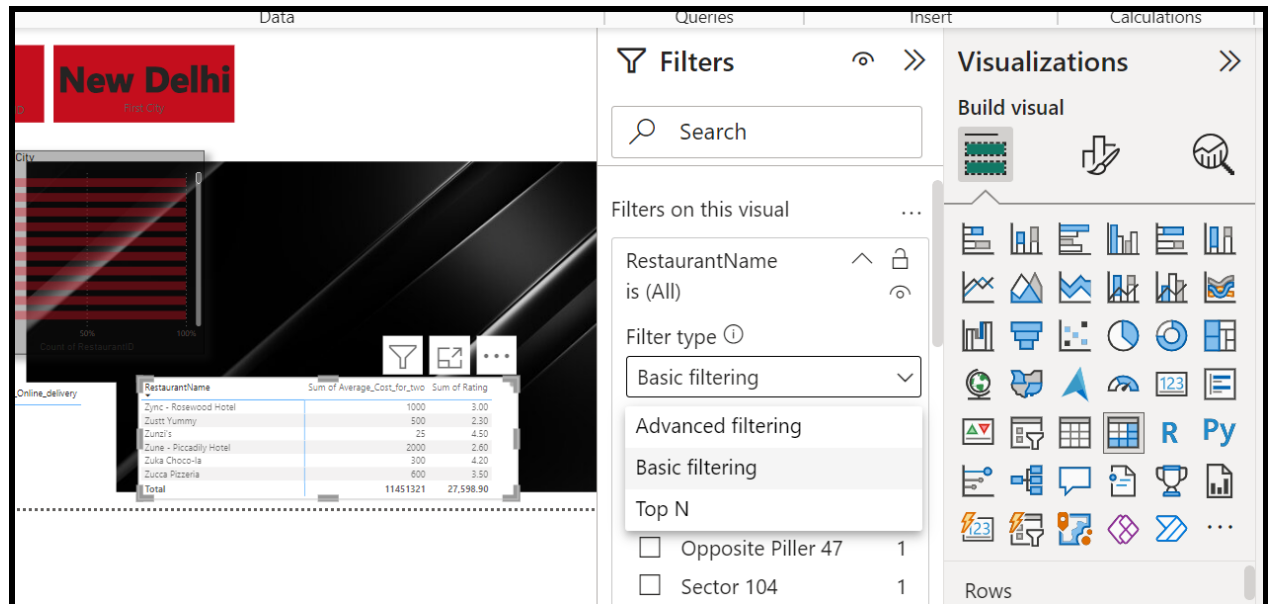 Data
Queries
Insert
Calculations
New Delhi
First City
City
50%
100%
Count of RestaurantID
_Online_delivery
RestaurantName Sum of Average_Cost_for_two Sum of Rating
Zync - Rosewood Hotel 1000 3.00
Zustt Yummy 500 2.30
Zunzi's 25 4.50
Zune - Piccadily Hotel 2000 2.60
Zuka Choco-la 300 4.20
Zucca Pizzeria 600 3.50
Total 11451321 27,598.90
Filters
Search
Filters on this visual
...
RestaurantName
is (All)
Filter type
Basic filtering
Advanced filtering
Basic filtering
Top N
Opposite Piller 47 1
Sector 104 1
Visualizations
Build visual
123
R
Py
123
...
Rows